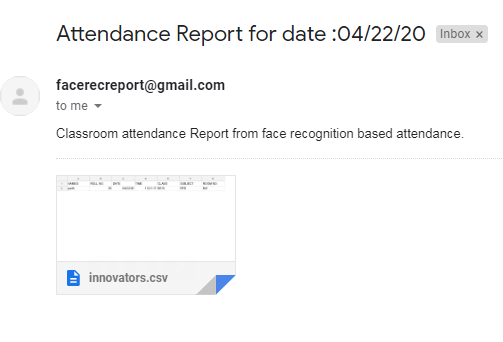 Attendance Report for date :04/22/20 Inbox x
facerecreport@gmail.com
to me
Classroom attendance Report from face recognition based attendance.
innovators.csv